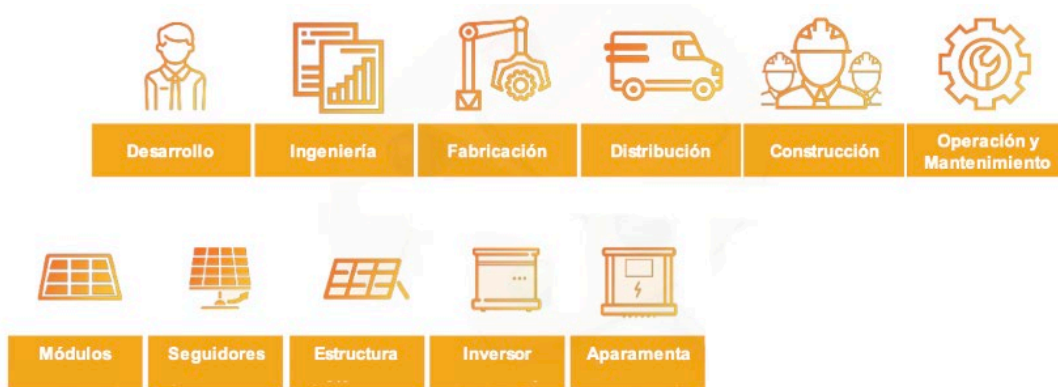 Desarrollo
Ingeniería
Fabricación
Distribución
Construcción
Operación y
Mantenimiento
Módulos
Seguidores
Estructura
Inversor
Aparamenta